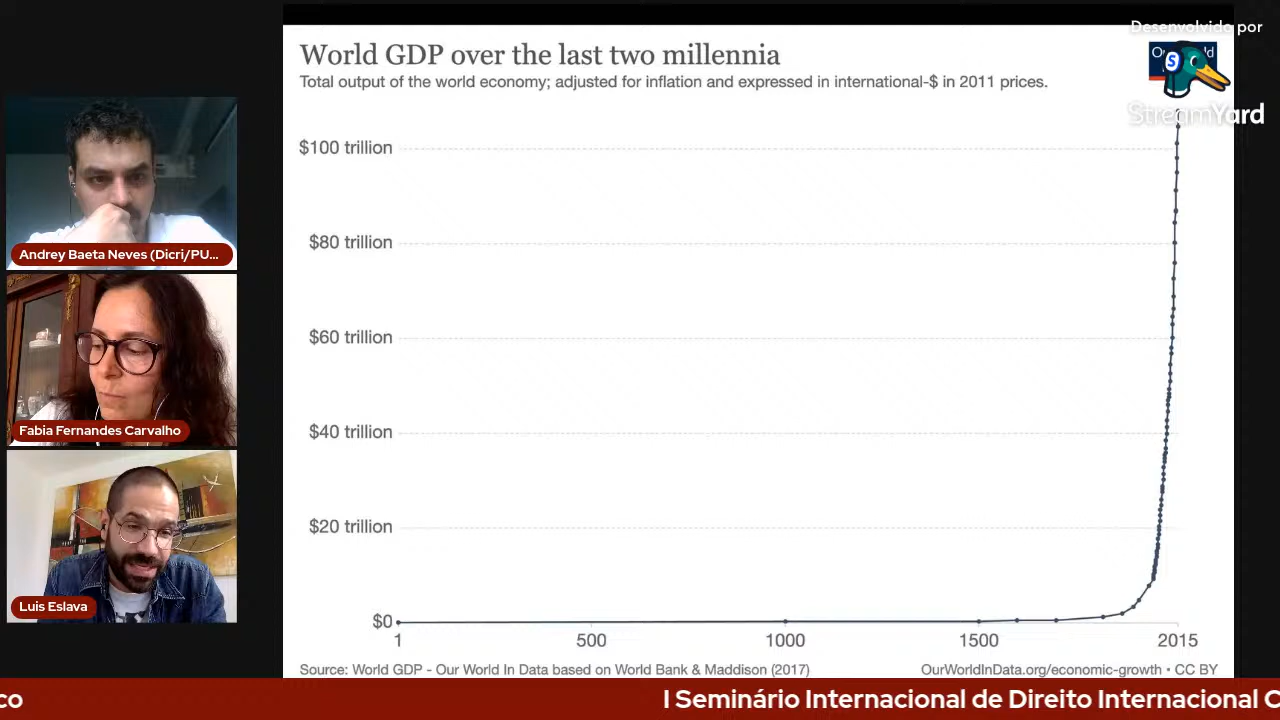 World GDP over the last two millennia
Total output of the world economy; adjusted for inflation and expressed in international-$ in 2011 prices.
Desenvolvido por
StreamYard
$100 trillion
$80 trillion
$60 trillion
$40 trillion
$20 trillion
$0
1
500
1000
1500
2015
Source: World GDP - Our World In Data based on World Bank & Maddison (2017)
OurWorldInData.org/economic-growth • CC BY
Andrey Baeta Neves (Dicri/PU...
Fabia Fernandes Carvalho
Luis Eslava
co
I Seminário Internacional de Direito Internacional C